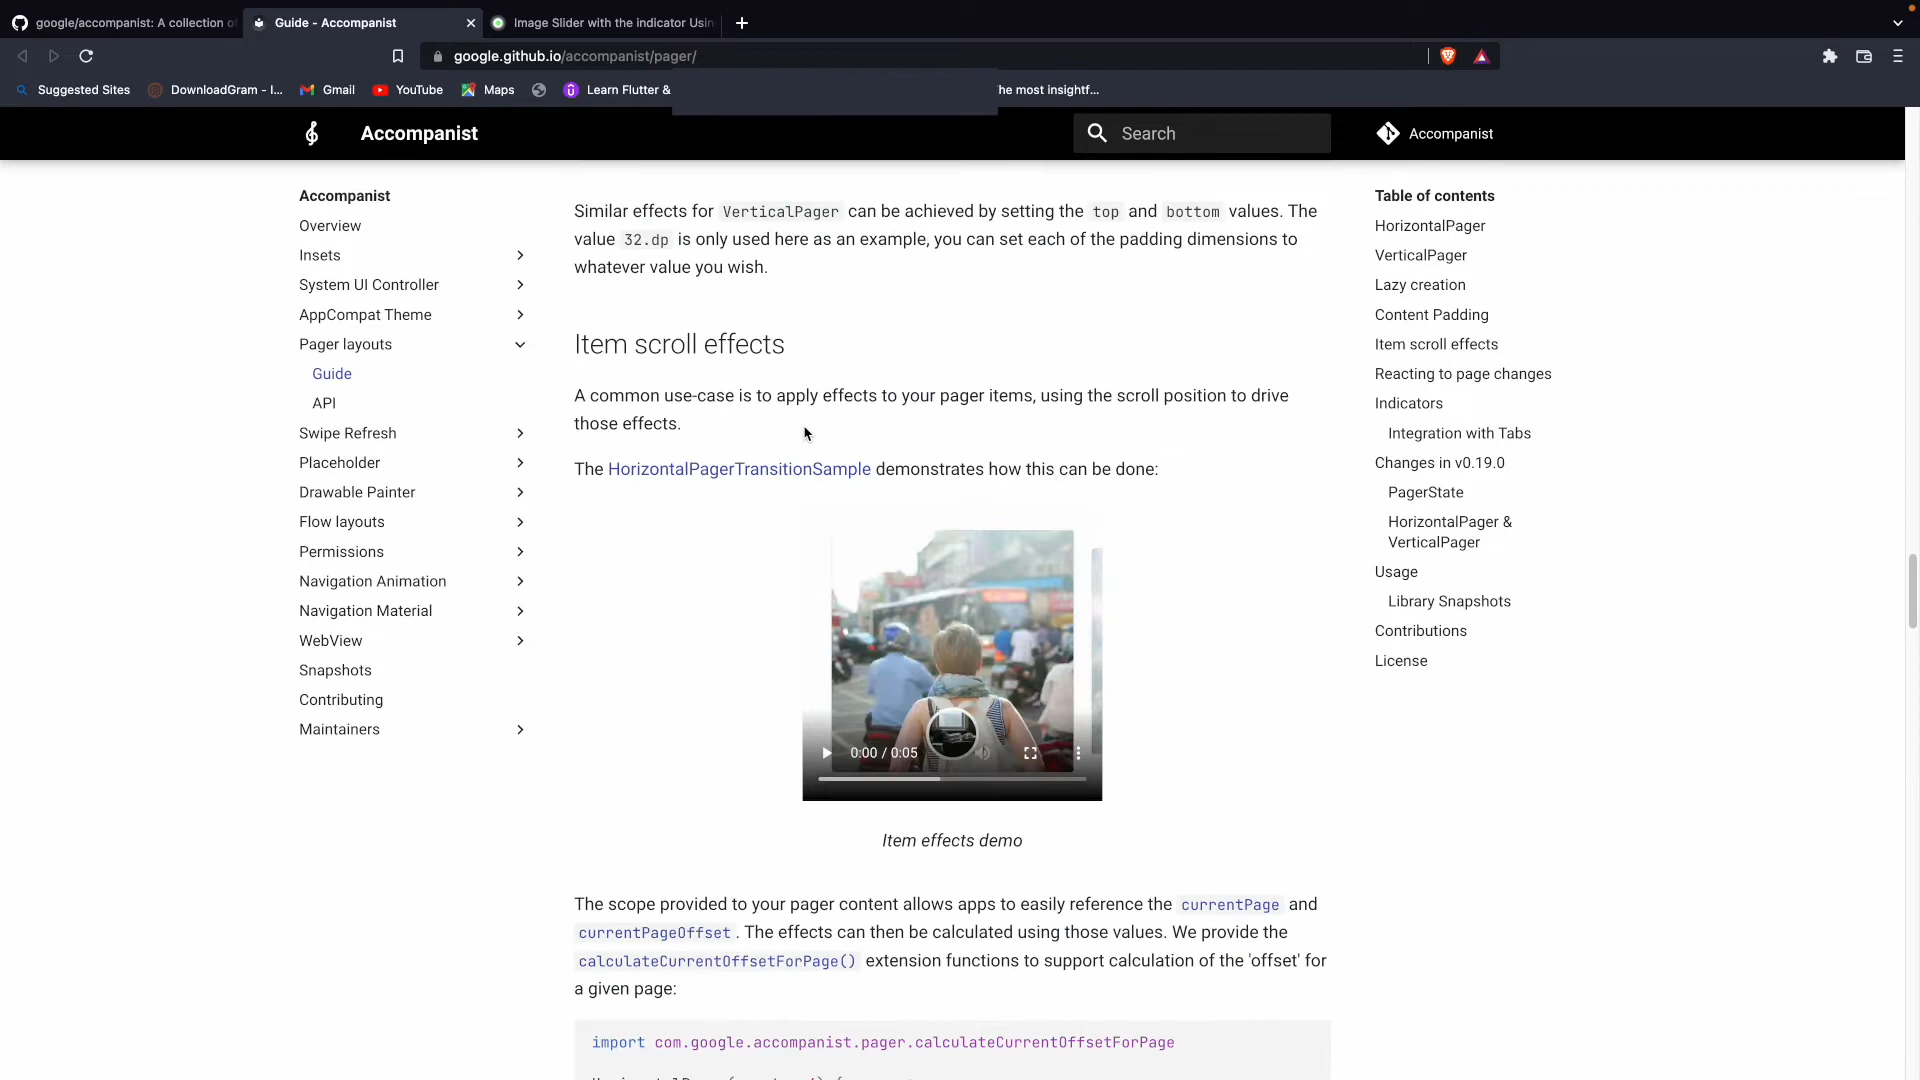 google/accompanist: A collection o
Guide - Accompanist
Image Slider with the indicator Usin
google.github.io/accompanist/pager/
Suggested Sites
DownloadGram - I...
Gmail
YouTube
Maps
Learn Flutter &
he most insightf...
Accompanist
Search
Accompanist
Accompanist
Overview
Insets
System UI Controller
AppCompat Theme
Pager layouts
Guide
API
Swipe Refresh
Placeholder
Drawable Painter
Flow layouts
Permissions
Navigation Animation
Navigation Material
WebView
Snapshots
Contributing
Maintainers
Similar effects for VerticalPager can be achieved by setting the top and bottom values. The
value 32.dp is only used here as an example, you can set each of the padding dimensions to
whatever value you wish.
Item scroll effects
A common use-case is to apply effects to your pager items, using the scroll position to drive
those effects.
The HorizontalPagerTransitionSample demonstrates how this can be done:
0:00 / 0:05
Item effects demo
The scope provided to your pager content allows apps to easily reference the currentPage and
currentPageOffset. The effects can then be calculated using those values. We provide the
calculateCurrentOffsetForPage() extension functions to support calculation of the 'offset' for
a given page:
import com.google.accompanist.pager.calculateCurrentOffsetForPage
Table of contents
HorizontalPager
VerticalPager
Lazy creation
Content Padding
Item scroll effects
Reacting to page changes
Indicators
Integration with Tabs
Changes in v0.19.0
PagerState
HorizontalPager &
VerticalPager
Usage
Library Snapshots
Contributions
License